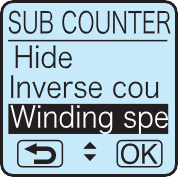 SUB COUNTER
Hide
Inverse cou
Winding spe
OK